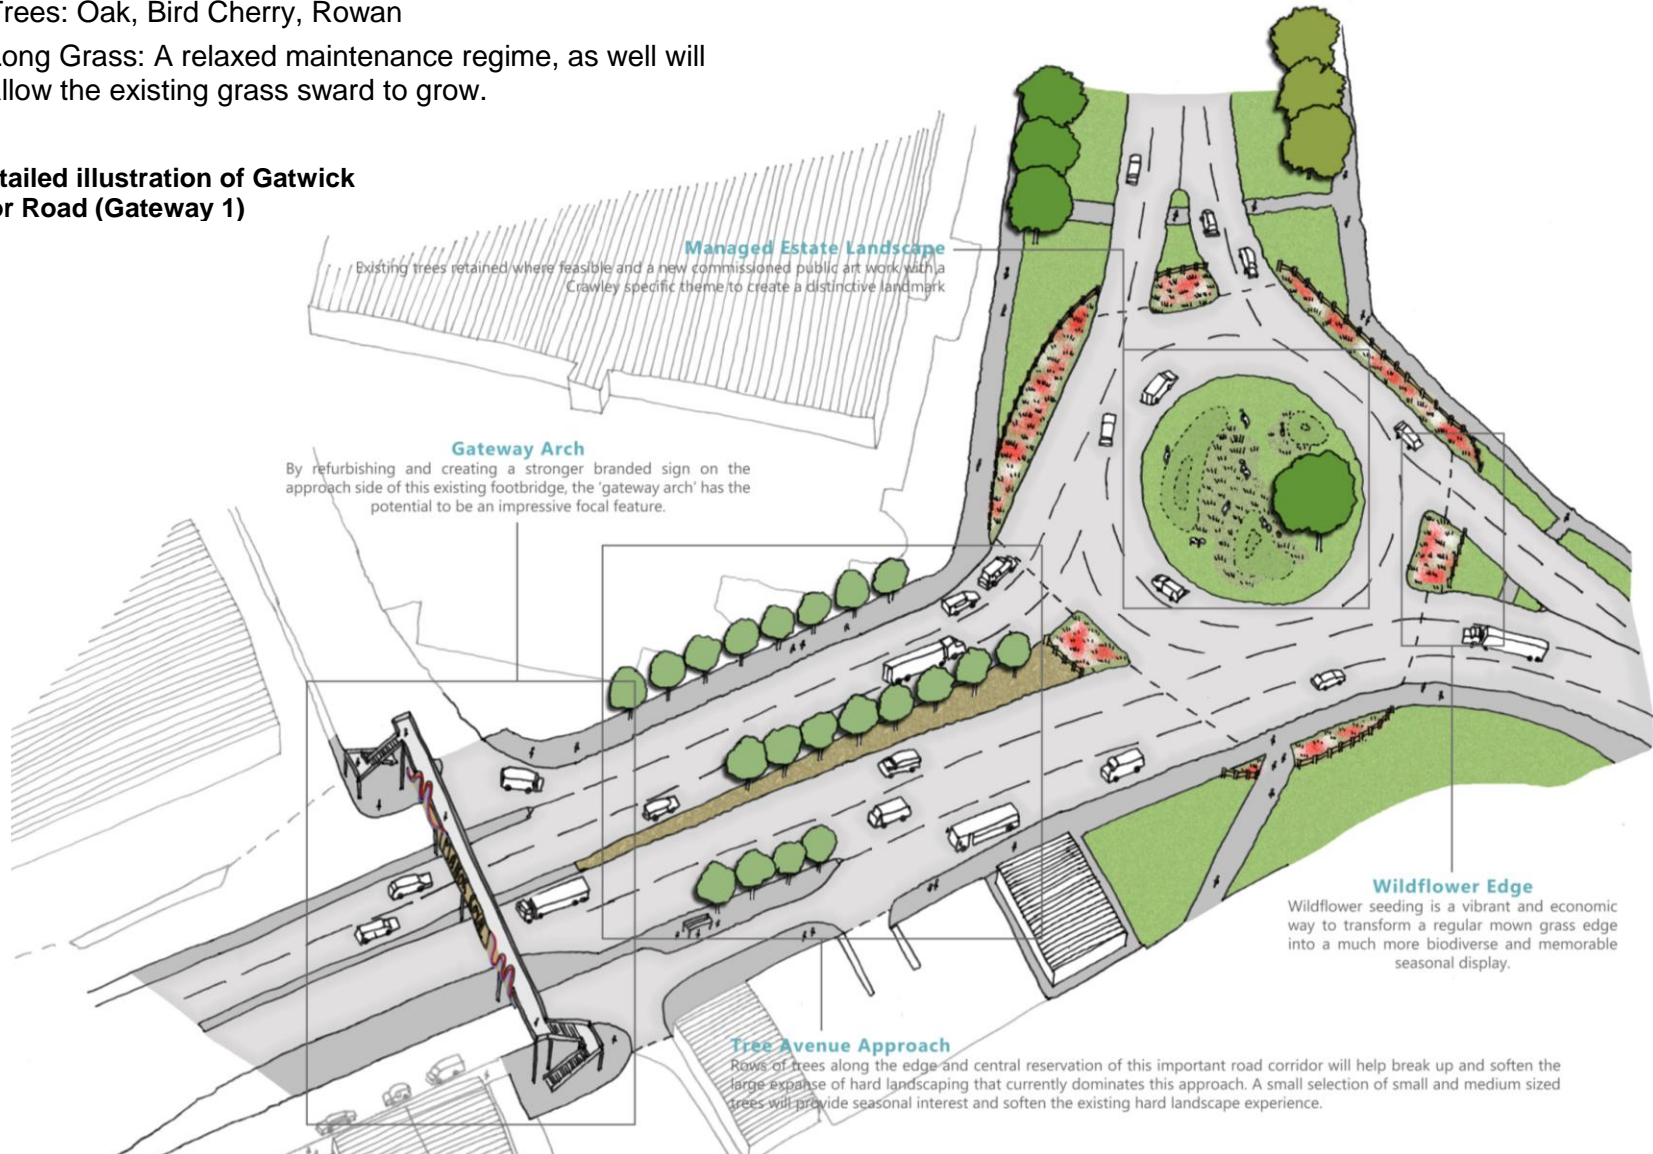 Trees: Oak, Bird Cherry, Rowan
ong Grass: A relaxed maintenance regime, as well will
llow the existing grass sward to grow.
tailed illustration of Gatwick
or Road (Gateway 1)
Managed Estate Landscape
Existing trees retained where feasible and a new commissioned public art work with a
Crawley specific theme to create a distinctive landmark
Gateway Arch
By refurbishing and creating a stronger branded sign on the
approach side of this existing footbridge, the 'gateway arch' has the
potential to be an impressive focal feature.
Wildflower Edge
Wildflower seeding is a vibrant and economic
way to transform a regular mown grass edge
into a much more biodiverse and memorable
seasonal display.
Tree Avenue Approach
Rows of trees along the edge and central reservation of this important road corridor will help break up and soften the
large expanse of hard landscaping that currently dominates this approach. A small selection of small and medium sized
trees will provide seasonal interest and soften the existing hard landscape experience.